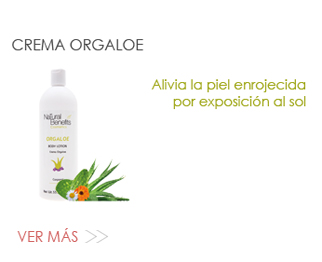 CREMA ORGALOE
Alivia la piel enrojecida
por exposición al sol
Natural
Benefits
ORGALOE
BODY LOTION
VER MÁS >>